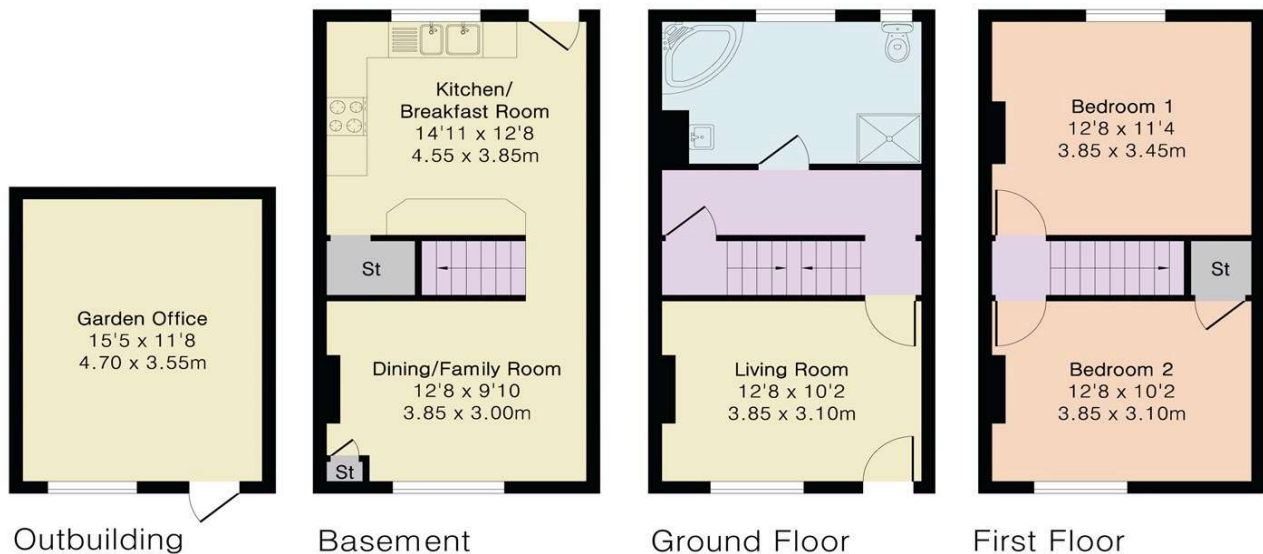 Garden Office
15'5 x 11'8
4.70 x 3.55m
Outbuilding
Kitchen/
Breakfast Room
14'11 x 12'8
4.55 x 3.85m
St
Dining/Family Room
12'8 x 9'10
3.85 x 3.00m
St
Basement
Living Room
12'8 x 10'2
3.85 x 3.10m
Ground Floor
Bedroom 1
12'8 x 11'4
3.85 x 3.45m
St
Bedroom 2
12'8 x 10'2
3.85 x 3.10m
First Floor